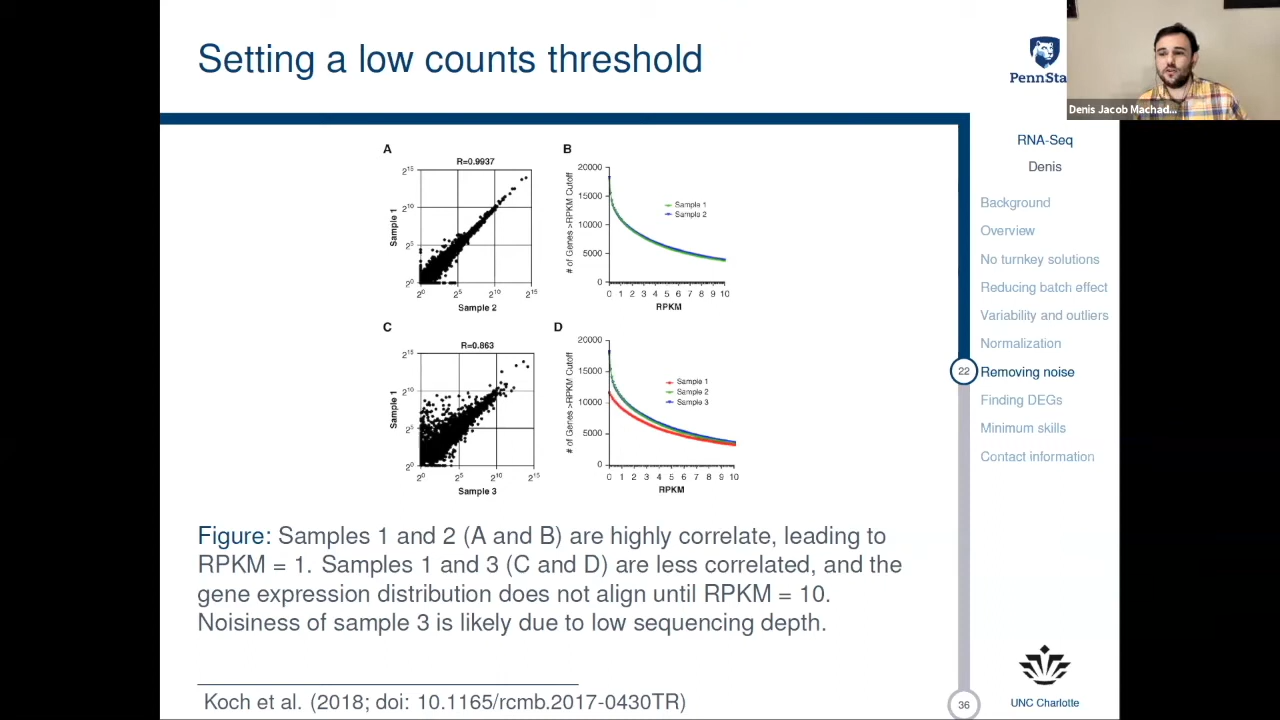 Setting a low counts threshold
PennSta
Denis Jacob Machad...
RNA-Seq
Denis
Background
Overview
No turnkey solutions
Reducing batch effect
Variability and outliers
Normalization
22
Removing noise
Finding DEGs
Minimum skills
Contact information
A
R=0.9937
2^15
2^10
2^5
2^0
Sample 1
2^0 2^5 2^10 2^15
Sample 2
B
20000
15000
10000
5000
0
# of Genes >RPKM Cutoff
Sample 1
Sample 2
0 1 2 3 4 5 6 7 8 9 10
RPKM
C
R=0.863
2^15
2^10
2^5
2^0
Sample 1
2^0 2^5 2^10 2^15
Sample 3
D
20000
15000
10000
5000
0
# of Genes >RPKM Cutoff
Sample 1
Sample 2
Sample 3
0 1 2 3 4 5 6 7 8 9 10
RPKM
Figure: Samples 1 and 2 (A and B) are highly correlate, leading to
RPKM = 1. Samples 1 and 3 (C and D) are less correlated, and the
gene expression distribution does not align until RPKM = 10.
Noisiness of sample 3 is likely due to low sequencing depth.
Koch et al. (2018; doi: 10.1165/rcmb.2017-0430TR)
36
UNC Charlotte